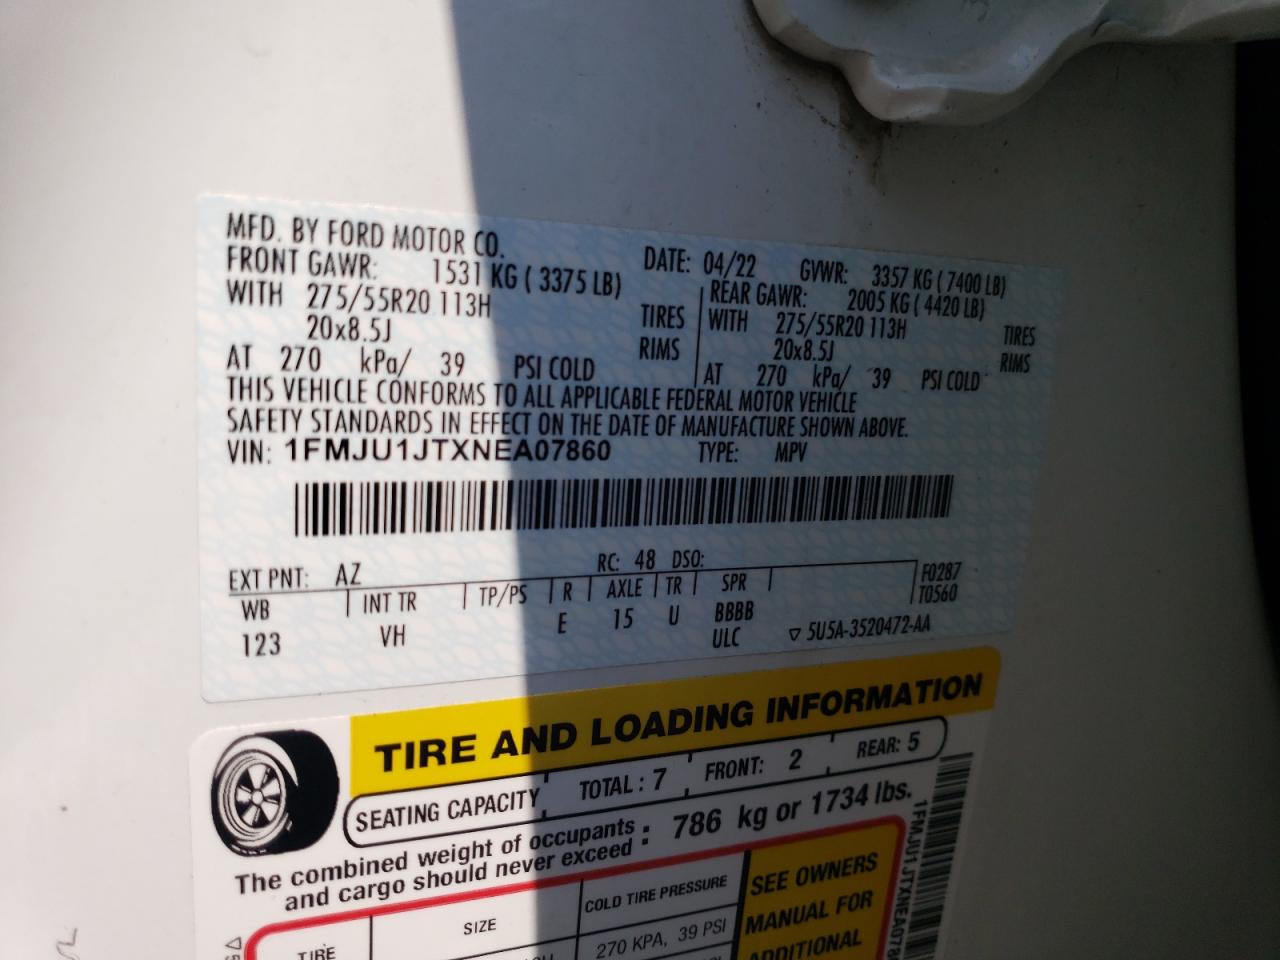 MFD. BY FORD MOTOR CO.
DATE: 04/22 GVWR: 3357 KG ( 7400 LB)
FRONT GAWR: 1531 KG ( 3375 LB)
REAR GAWR: 2005 KG ( 4420 LB)
WITH 275/55R20 113H TIRES
WITH 275/55R20 113H TIRES
20x8.5J RIMS
20x8.5J RIMS
AT 270 kPa/ 39 PSI COLD
AT 270 kPa/ 39 PSI COLD
THIS VEHICLE CONFORMS TO ALL APPLICABLE FEDERAL MOTOR VEHICLE
SAFETY STANDARDS IN EFFECT ON THE DATE OF MANUFACTURE SHOWN ABOVE.
VIN: 1FMJU1JTXNEA07860 TYPE: MPV
EXT PNT: AZ RC: 48 DSO:
F0287
T0560
WB INT TR TP/PS R AXLE TR SPR
123 VH E 15 U BBBB
ULC ▽ 5U5A-3520472-AA
TIRE AND LOADING INFORMATION
SEATING CAPACITY TOTAL : 7 FRONT: 2 REAR: 5
The combined weight of occupants
and cargo should never exceed : 786 kg or 1734 lbs.
TIRE SIZE COLD TIRE PRESSURE
270 KPA, 39 PSI
SEE OWNERS
MANUAL FOR
ADDITIONAL